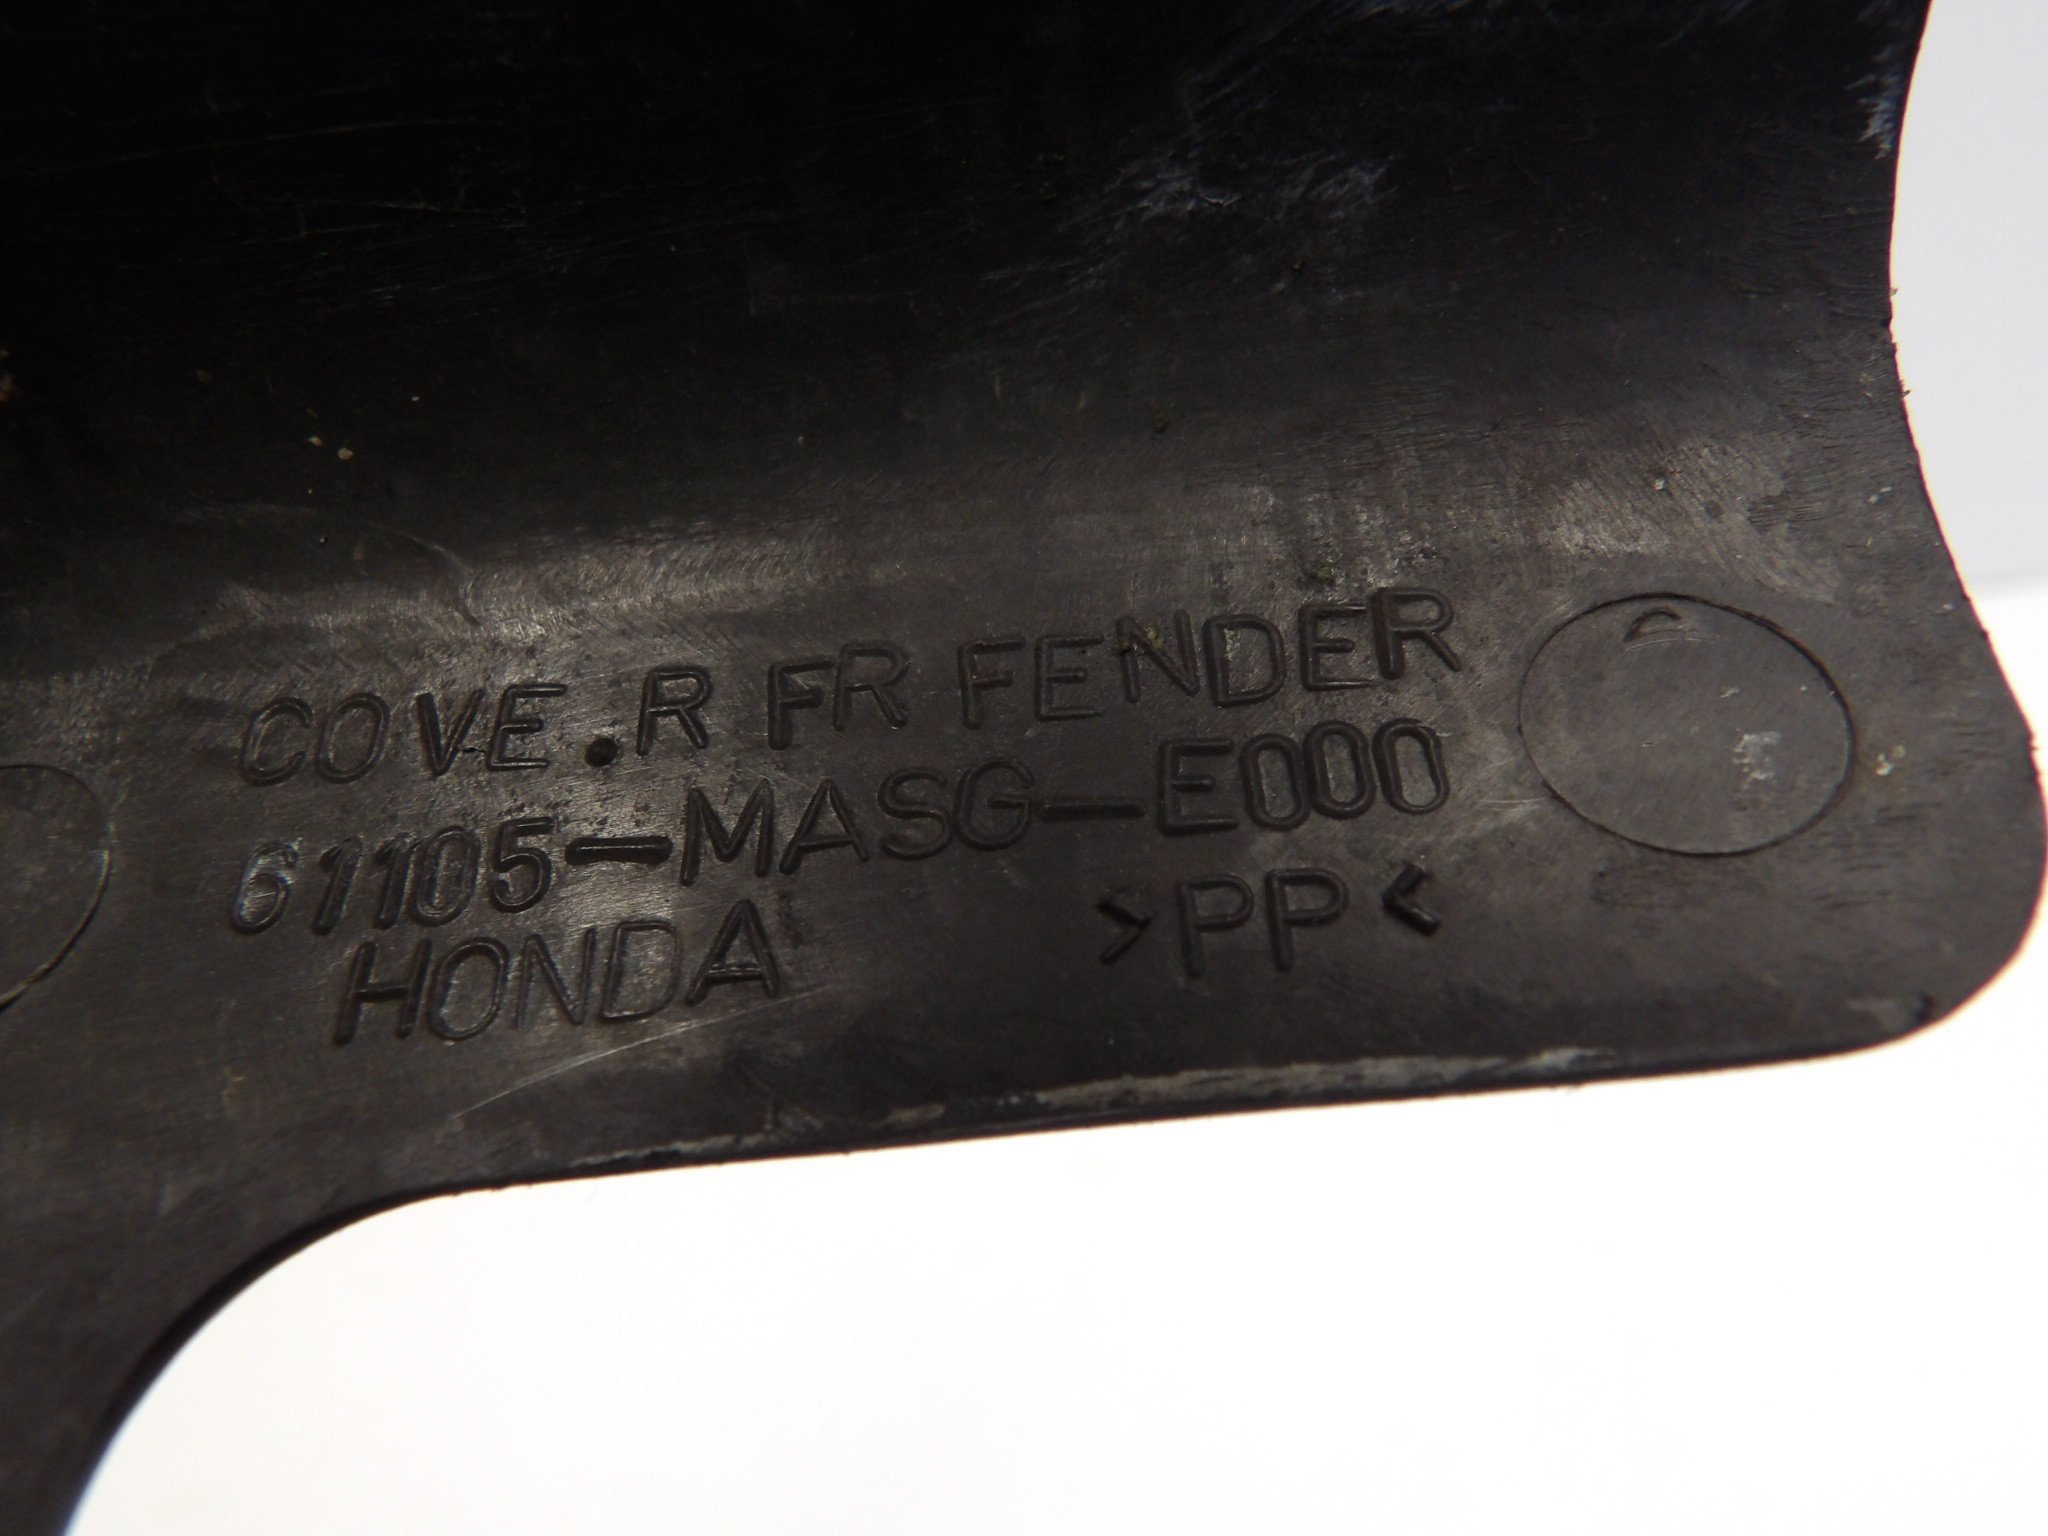 COVE.R FR FENDER
61105-MASG-E000
HONDA >PP<